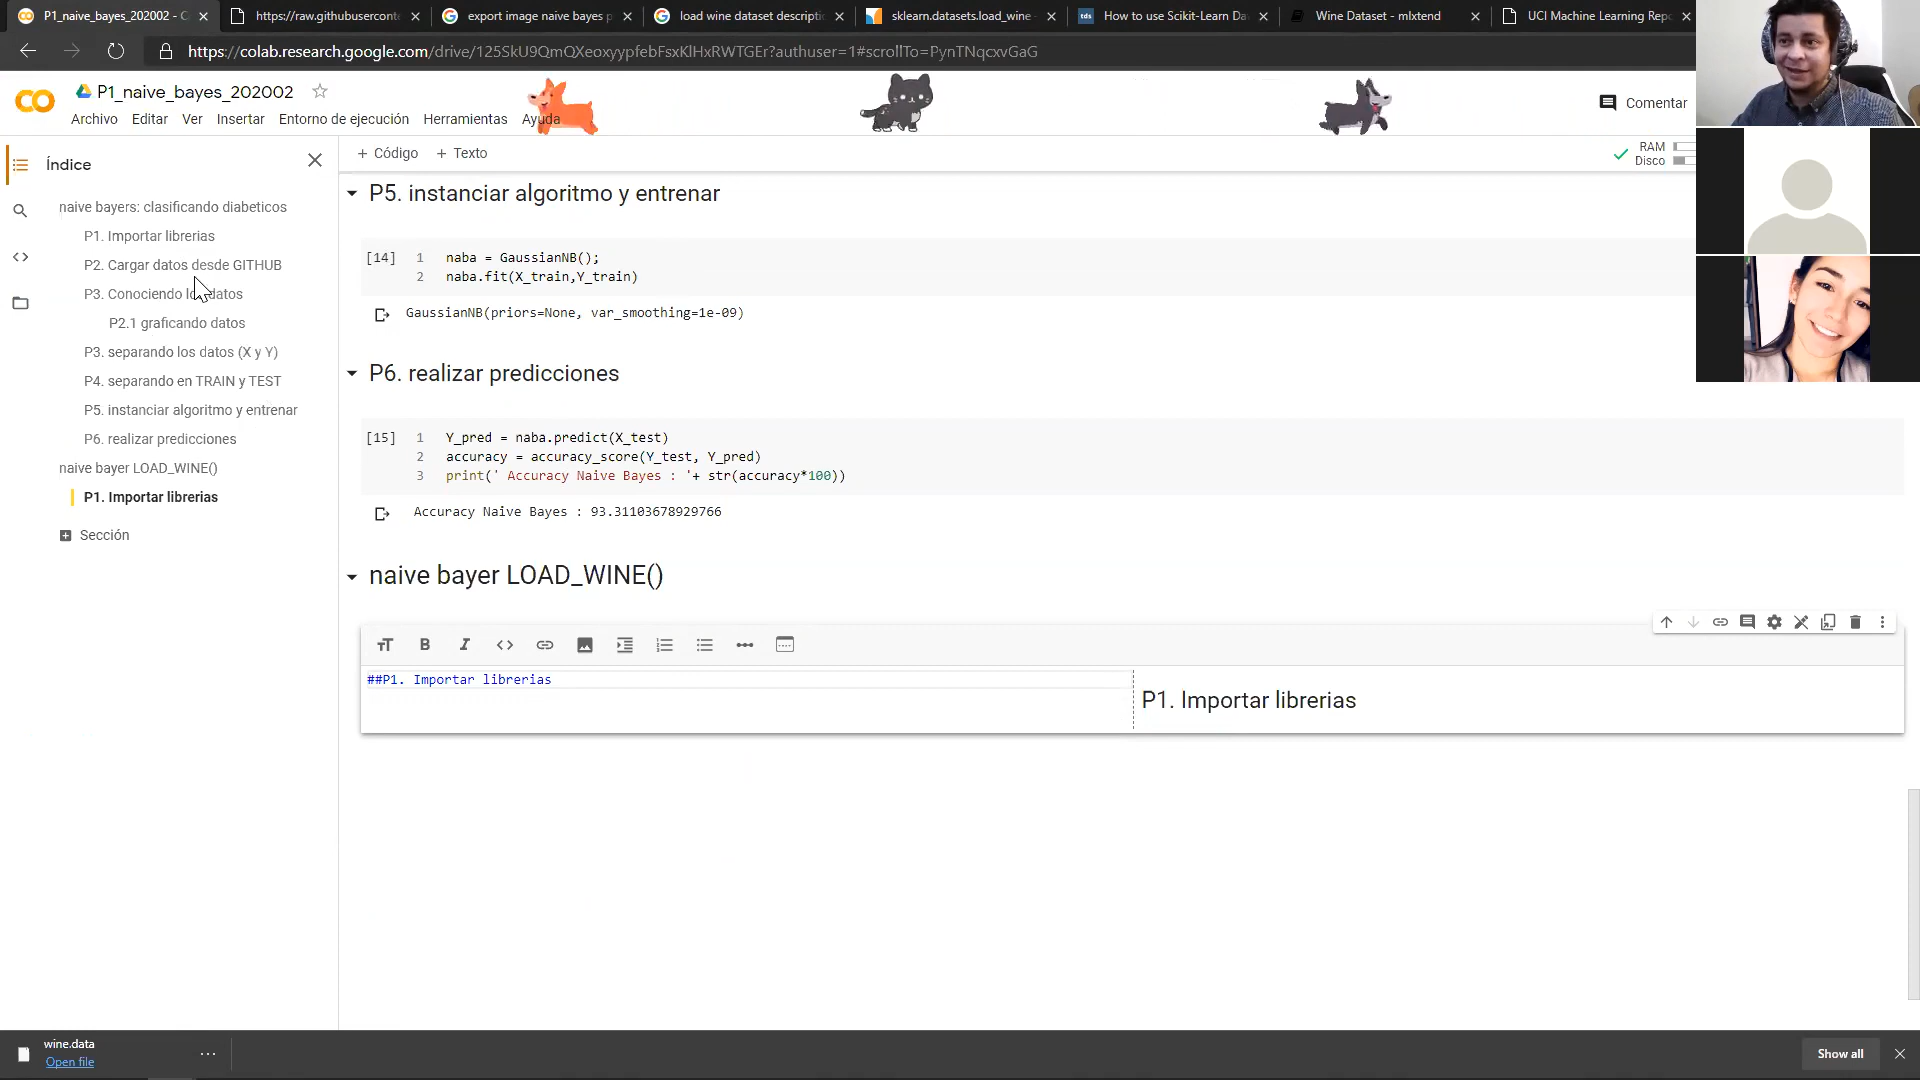 P1_naive_bayes_202002 - C
https://raw.githubuserconte
export image naive bayes p
load wine dataset descriptio
sklearn.datasets.load_wine
How to use Scikit-Learn Da
Wine Dataset - mlxtend
UCI Machine Learning Repo
https://colab.research.google.com/drive/125SkU9QmQXeoxyypfebFsxKlHxRWTGEr?authuser=1#scrollTo=PynTNqcxvGaG
CO P1_naive_bayes_202002
Archivo Editar Ver Insertar Entorno de ejecución Herramientas Ayuda
Comentar
Índice
+ Código + Texto
RAM
Disco
naive bayers: clasificando diabeticos
P1. Importar librerias
P2. Cargar datos desde GITHUB
P3. Conociendo los datos
P2.1 graficando datos
P3. separando los datos (X y Y)
P4. separando en TRAIN y TEST
P5. instanciar algoritmo y entrenar
P6. realizar predicciones
naive bayer LOAD_WINE()
P1. Importar librerias
Sección
P5. instanciar algoritmo y entrenar
[14] 1 naba = GaussianNB();
2 naba.fit(X_train,Y_train)
GaussianNB(priors=None, var_smoothing=1e-09)
P6. realizar predicciones
[15] 1 Y_pred = naba.predict(X_test)
2 accuracy = accuracy_score(Y_test, Y_pred)
3 print(' Accuracy Naive Bayes : '+ str(accuracy*100))
Accuracy Naive Bayes : 93.31103678929766
naive bayer LOAD_WINE()
##P1. Importar librerias
P1. Importar librerias
wine.data
Open file
Show all